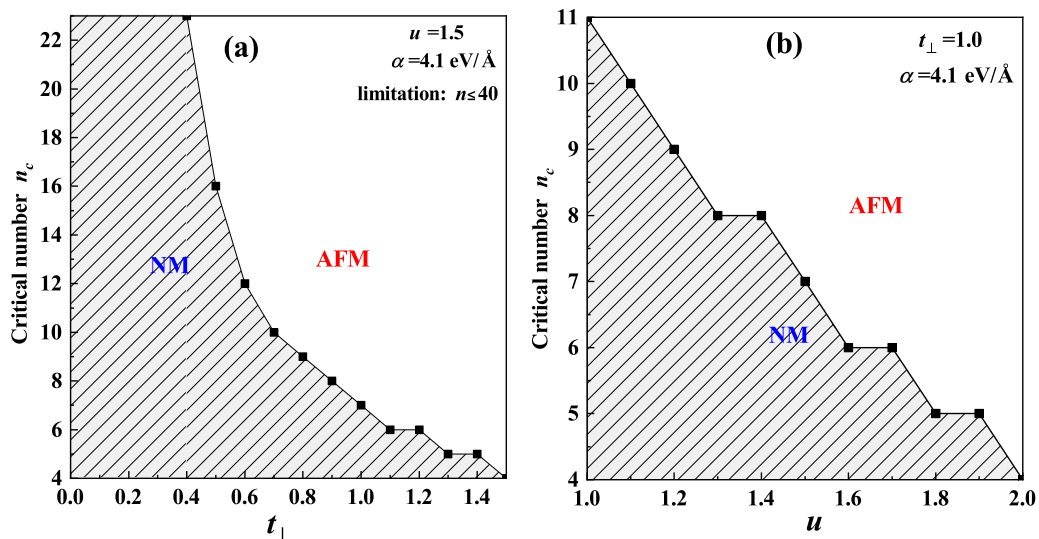 (a)
u =1.5
α =4.1 eV/Å
limitation: n≤40
NM
AFM
Critical number n_c
22
20
18
16
14
12
10
8
6
4
0.0 0.2 0.4 0.6 0.8 1.0 1.2 1.4
t⊥
(b)
t⊥=1.0
α =4.1 eV/Å
AFM
NM
Critical number n_c
11
10
9
8
7
6
5
4
1.0 1.2 1.4 1.6 1.8 2.0
u